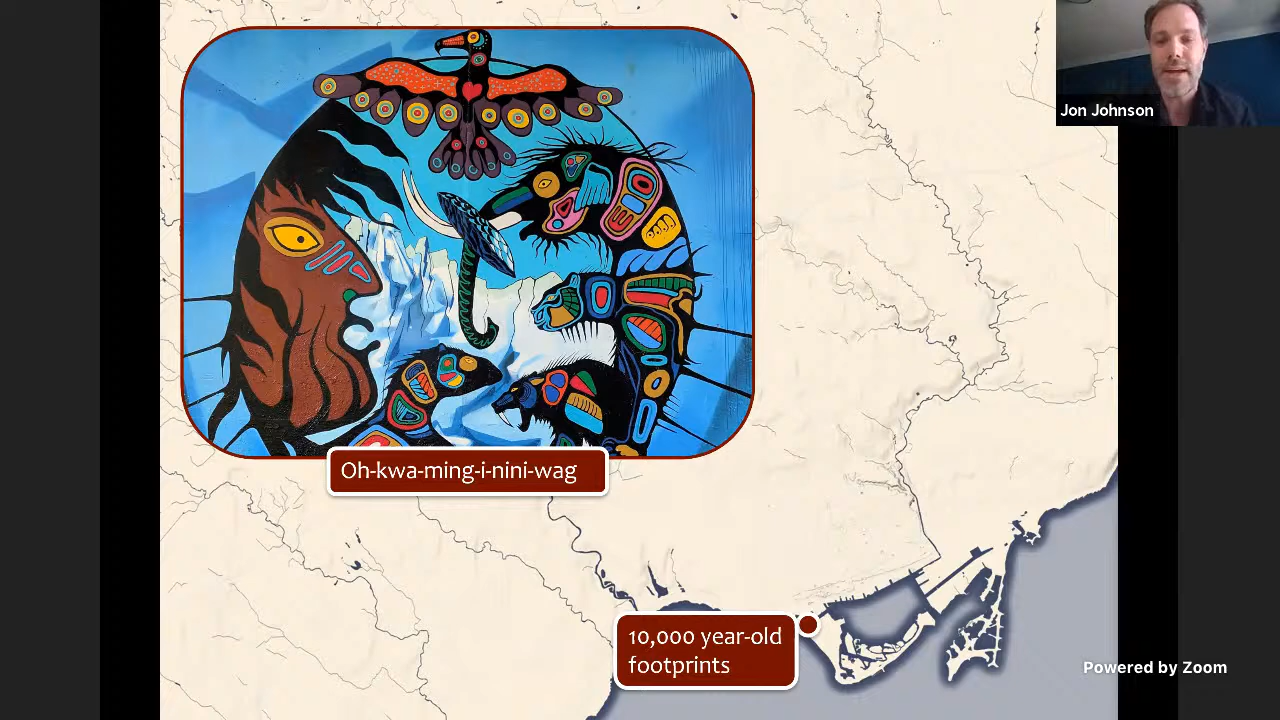 Jon Johnson
Oh-kwa-ming-i-nini-wag
10,000 year-old
footprints
Powered by Zoom